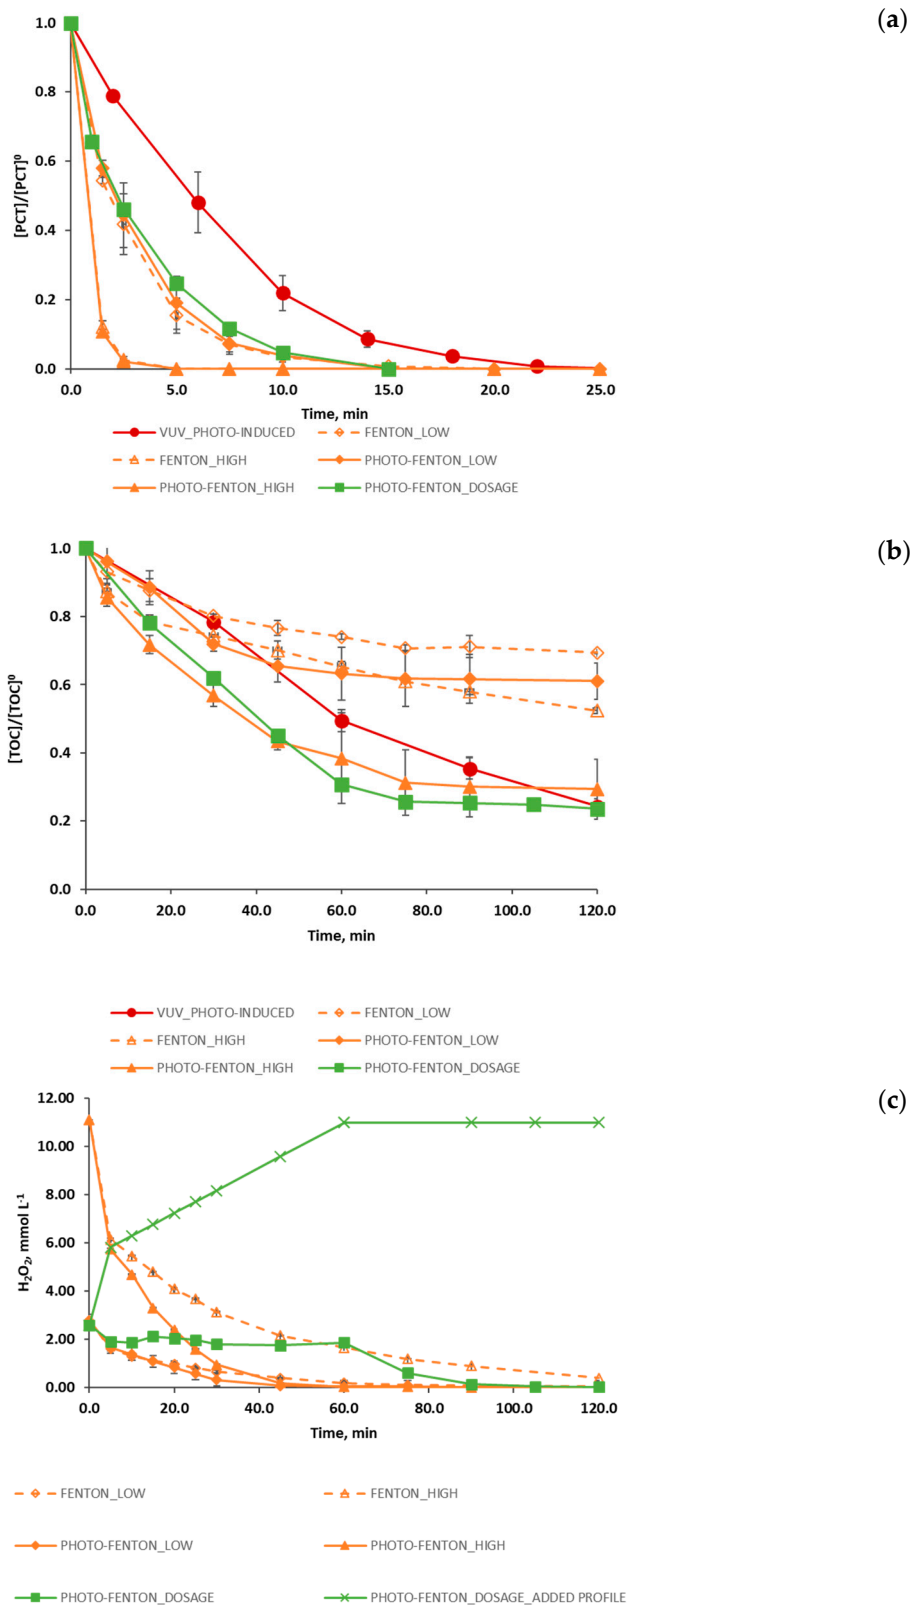 (a)
[PCT]/[PCT]⁰
1.0
0.8
0.6
0.4
0.2
0.0
0.0 5.0 10.0 15.0 20.0 25.0
Time, min
VUV_PHOTO-INDUCED FENTON_LOW
FENTON_HIGH PHOTO-FENTON_LOW
PHOTO-FENTON_HIGH PHOTO-FENTON_DOSAGE
(b)
[TOC]/[TOC]⁰
1.0
0.8
0.6
0.4
0.2
0.0
0.0 20.0 40.0 60.0 80.0 100.0 120.0
Time, min
VUV_PHOTO-INDUCED FENTON_LOW
FENTON_HIGH PHOTO-FENTON_LOW
PHOTO-FENTON_HIGH PHOTO-FENTON_DOSAGE
(c)
H₂O₂, mmol L⁻¹
12.00
10.00
8.00
6.00
4.00
2.00
0.00
0.0 20.0 40.0 60.0 80.0 100.0 120.0
Time, min
FENTON_LOW FENTON_HIGH
PHOTO-FENTON_LOW PHOTO-FENTON_HIGH
PHOTO-FENTON_DOSAGE PHOTO-FENTON_DOSAGE_ADDED PROFILE